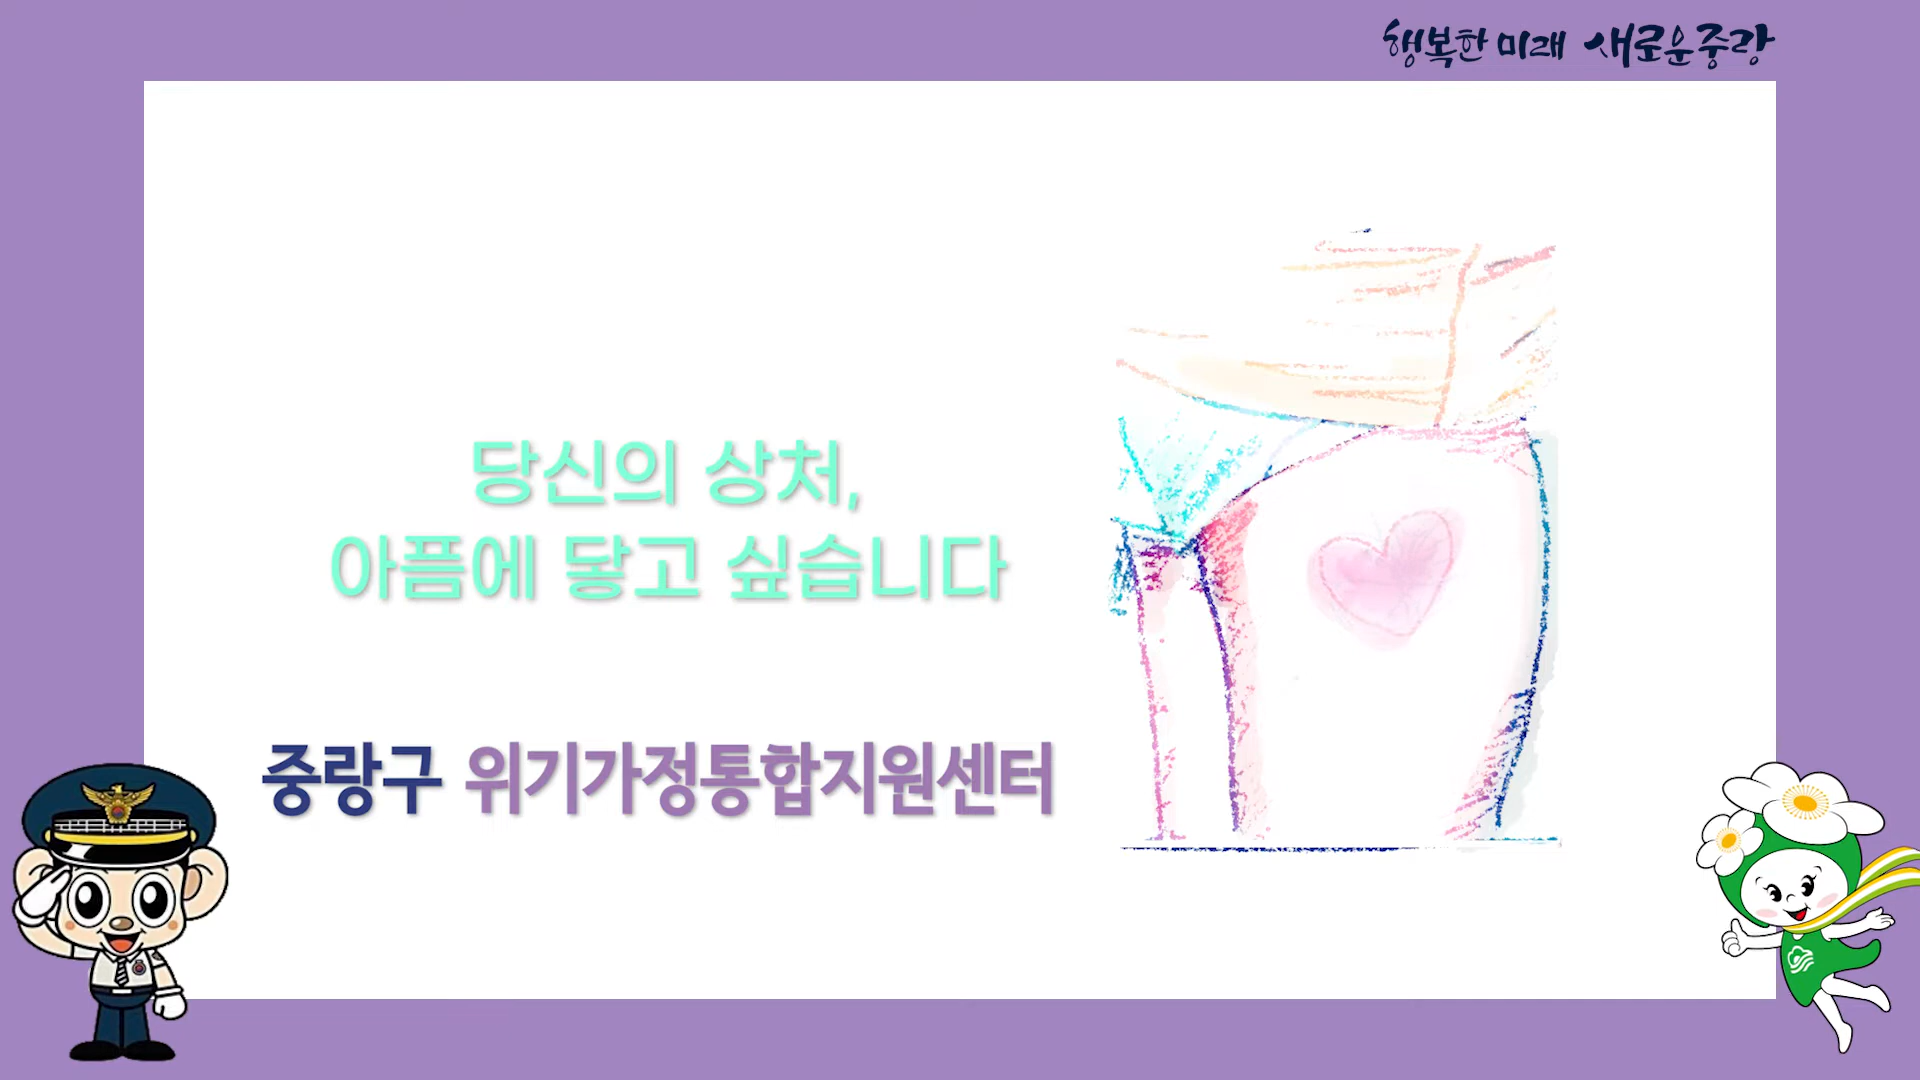 행복한 미래 새로운 중랑
당신의 상처,
아픔에 닿고 싶습니다
중랑구 위기가정통합지원센터